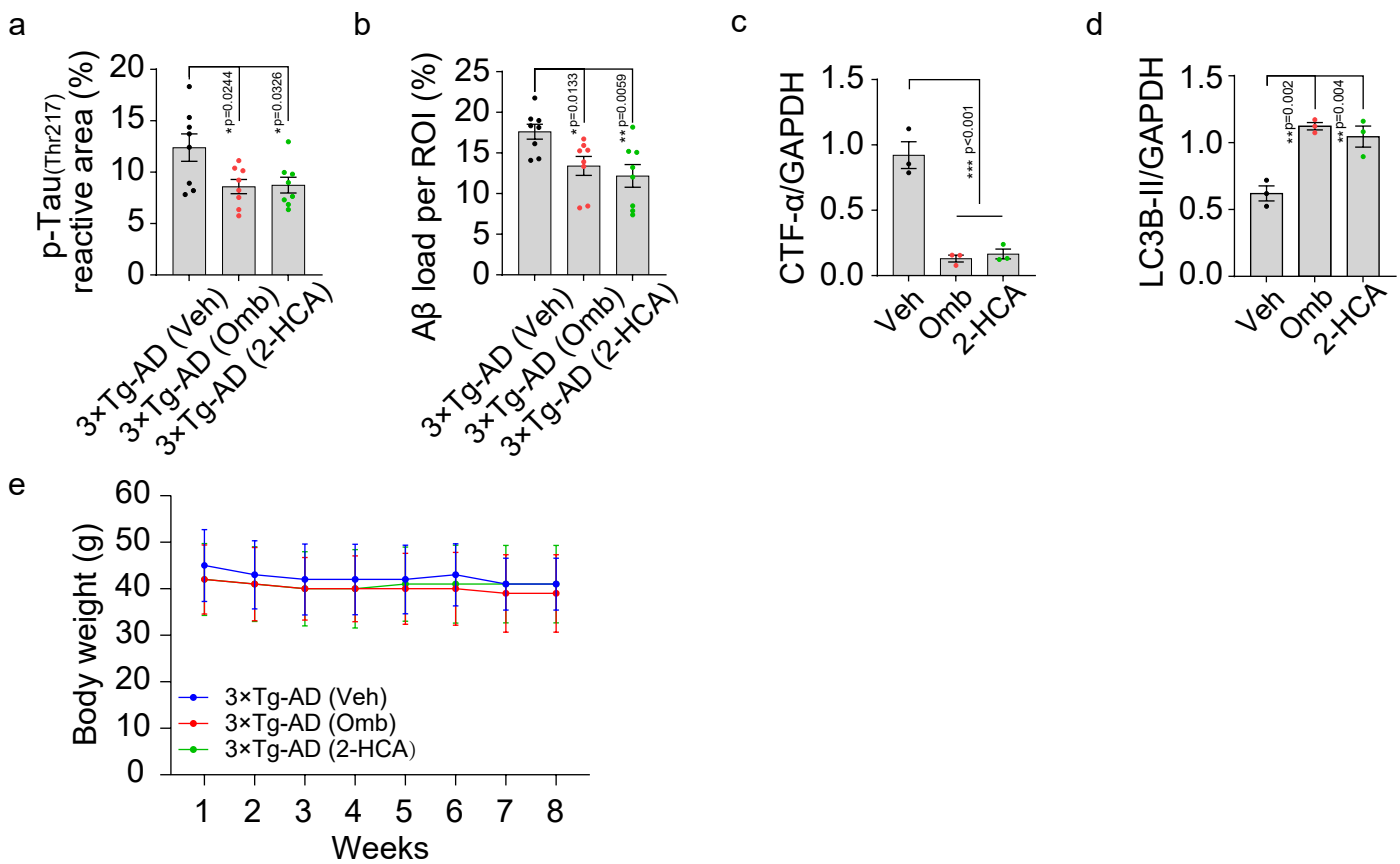 a
p-Tau(Thr217)
reactive area (%)
20
15
10
5
0
*p=0.0244
*p=0.0326
3×Tg-AD (Veh)
3×Tg-AD (Omb)
3×Tg-AD (2-HCA)
b
Aβ load per ROI (%)
25
20
15
10
5
0
*p=0.0133
**p=0.0059
3×Tg-AD (Veh)
3×Tg-AD (Omb)
3×Tg-AD (2-HCA)
c
CTF-α/GAPDH
1.5
1.0
0.5
0.0
*** p<0.001
Veh
Omb
2-HCA
d
LC3B-II/GAPDH
1.5
1.0
0.5
0.0
**p=0.002
**p=0.004
Veh
Omb
2-HCA
e
Body weight (g)
60
50
40
30
20
10
0
3×Tg-AD (Veh)
3×Tg-AD (Omb)
3×Tg-AD (2-HCA）
1 2 3 4 5 6 7 8
Weeks